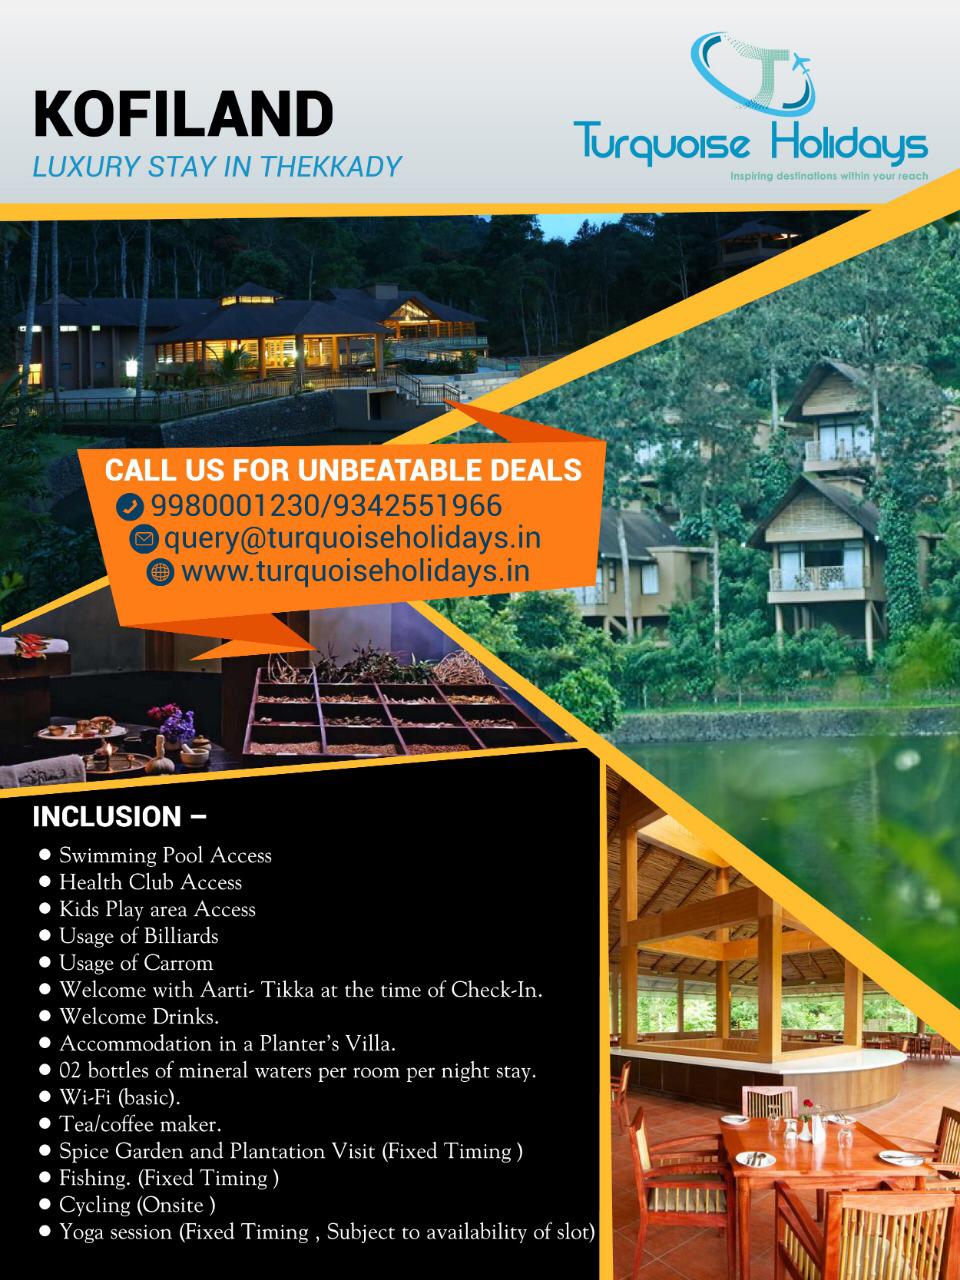 KOFILAND
LUXURY STAY IN THEKKADY
Turquoise Holidays
Inspiring destinations within your reach
CALL US FOR UNBEATABLE DEALS
9980001230/9342551966
query@turquoiseholidays.in
www.turquoiseholidays.in
INCLUSION –
● Swimming Pool Access
● Health Club Access
● Kids Play area Access
● Usage of Billiards
● Usage of Carrom
● Welcome with Aarti- Tikka at the time of Check-In.
● Welcome Drinks.
● Accommodation in a Planter's Villa.
● 02 bottles of mineral waters per room per night stay.
● Wi-Fi (basic).
● Tea/coffee maker.
● Spice Garden and Plantation Visit (Fixed Timing )
● Fishing. (Fixed Timing )
● Cycling (Onsite )
● Yoga session (Fixed Timing , Subject to availability of slot)